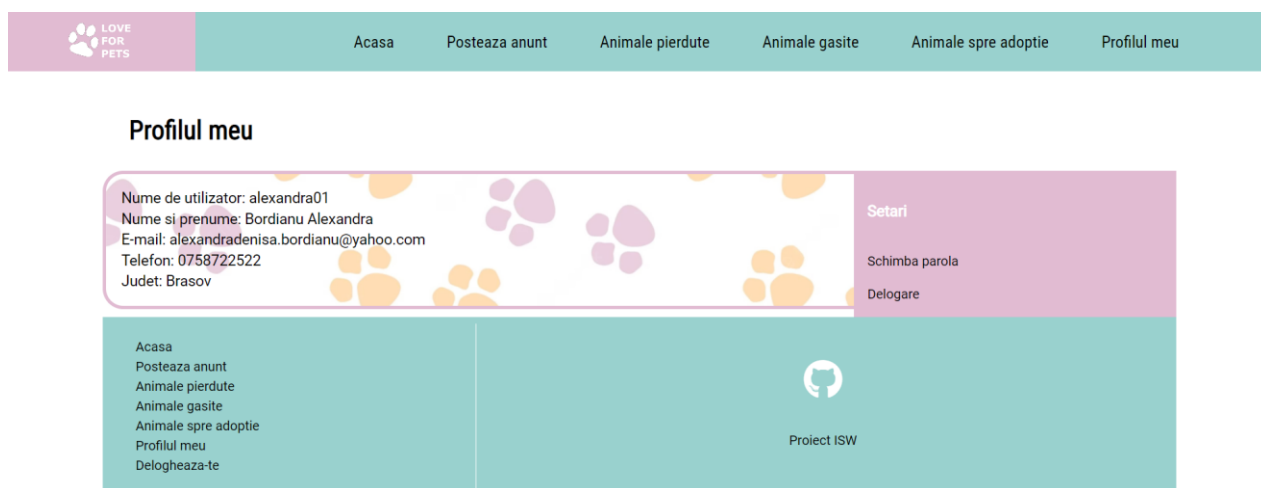 LOVE
FOR
PETS
Acasa Posteaza anunt Animale pierdute Animale gasite Animale spre adoptie Profilul meu
Profilul meu
Nume de utilizator: alexandra01
Nume si prenume: Bordianu Alexandra
E-mail: alexandradenisa.bordianu@yahoo.com
Telefon: 0758722522
Judet: Brasov
Setari
Schimba parola
Delogare
Acasa
Posteaza anunt
Animale pierdute
Animale gasite
Animale spre adoptie
Profilul meu
Delogheaza-te
Proiect ISW